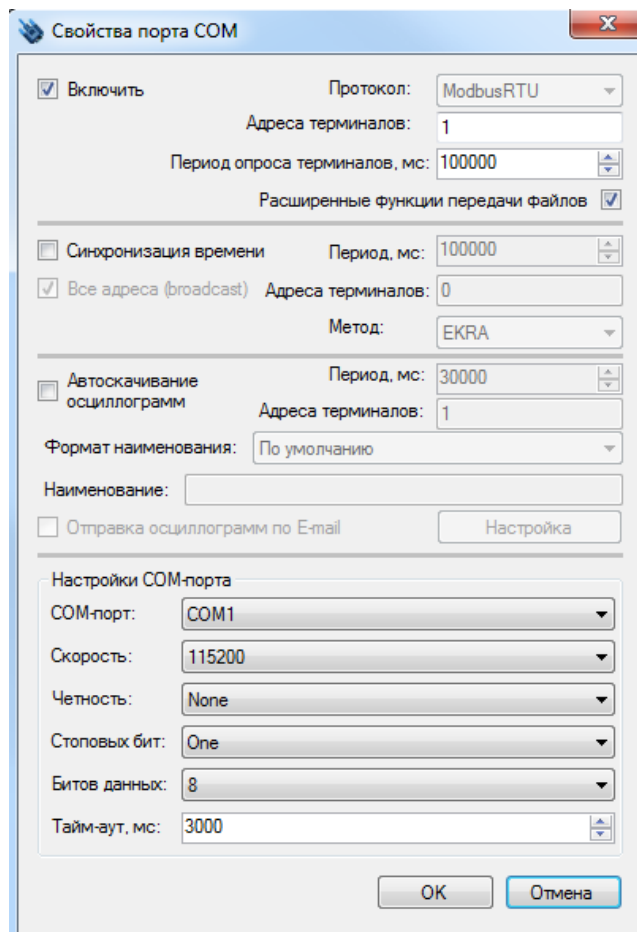 Свойства порта COM
Включить Протокол: ModbusRTU
Адреса терминалов: 1
Период опроса терминалов, мс: 100000
Расширенные функции передачи файлов
Синхронизация времени Период, мс: 100000
Все адреса (broadcast) Адреса терминалов: 0
Метод: EKRA
Автоскачивание осциллограмм Период, мс: 30000
Адреса терминалов: 1
Формат наименования: По умолчанию
Наименование:
Отправка осциллограмм по E-mail Настройка
Настройки COM-порта
COM-порт: COM1
Скорость: 115200
Четность: None
Стоповых бит: One
Битов данных: 8
Тайм-аут, мс: 3000
OK Отмена